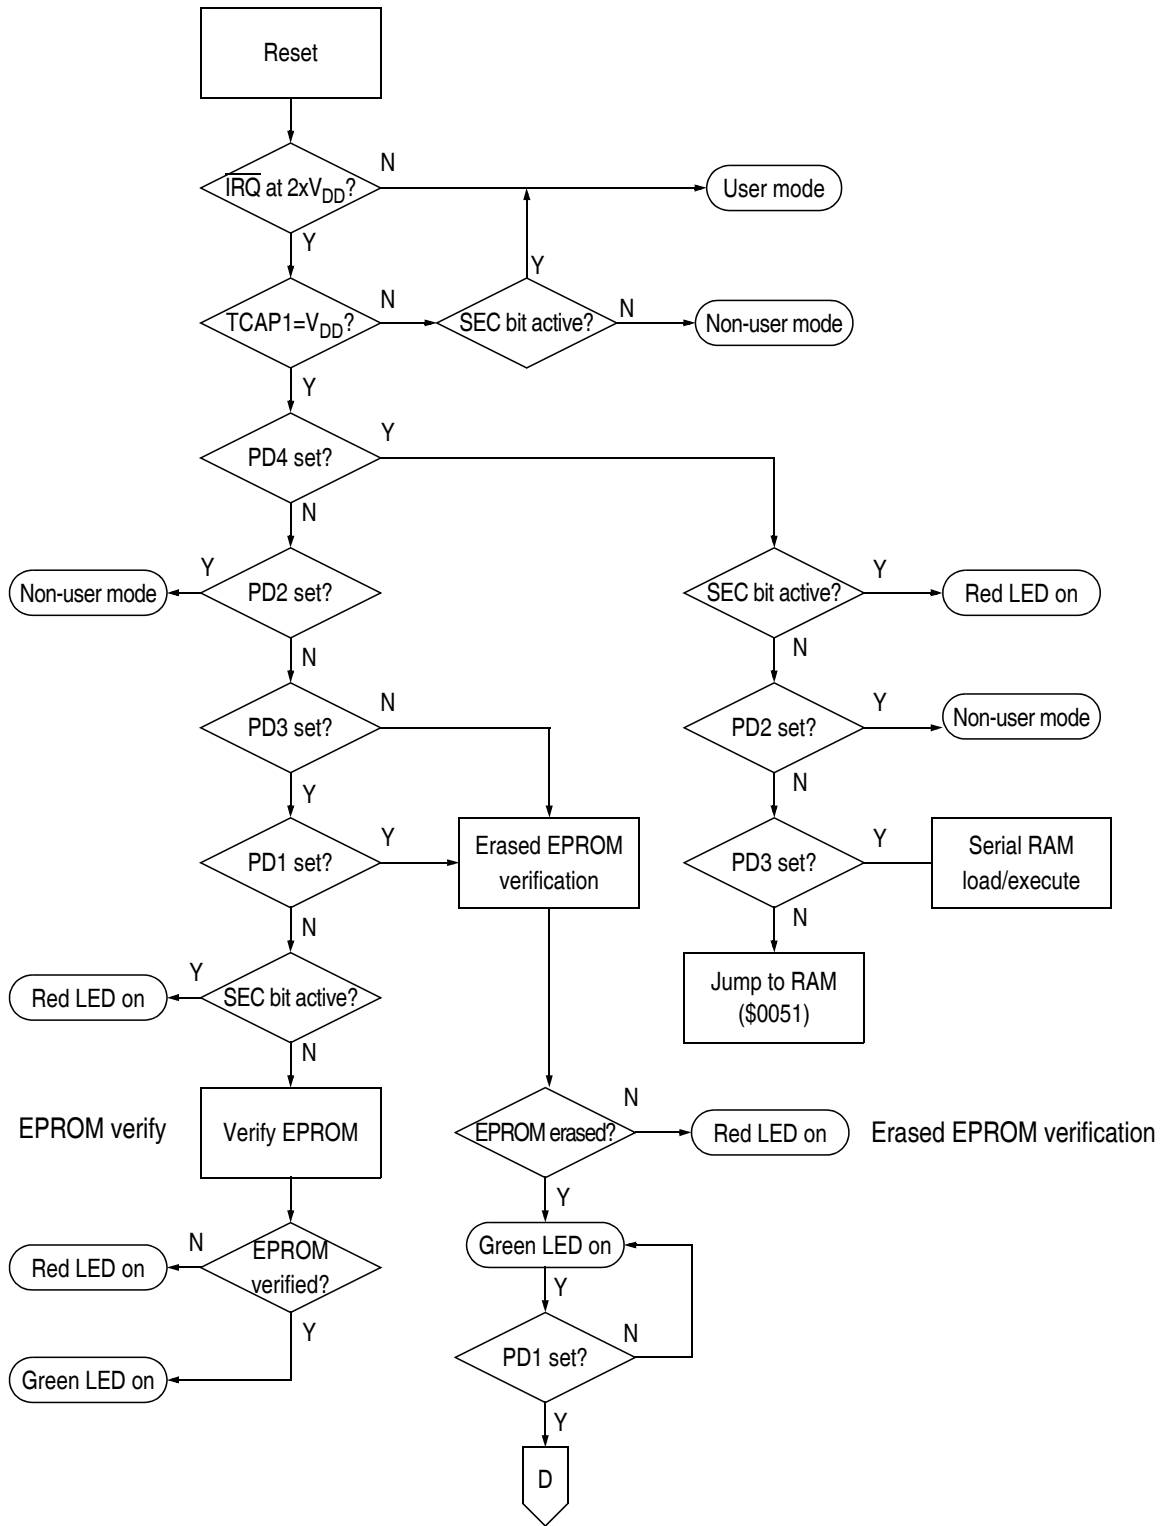 Reset
N
IRQ at 2xVDD?
User mode
Y
Y
N
N
TCAP1=VDD?
SEC bit active?
Non-user mode
Y
Y
PD4 set?
N
Y
Y
Non-user mode
PD2 set?
SEC bit active?
Red LED on
N
N
N
Y
PD3 set?
PD2 set?
Non-user mode
Y
N
Y
Y
PD1 set?
Erased EPROM
verification
PD3 set?
Serial RAM
load/execute
N
N
Y
Red LED on
SEC bit active?
Jump to RAM
($0051)
N
N
EPROM verify
Verify EPROM
EPROM erased?
Red LED on
Erased EPROM verification
Y
N
Green LED on
Red LED on
EPROM
verified?
Y
Y
N
PD1 set?
Green LED on
Y
D